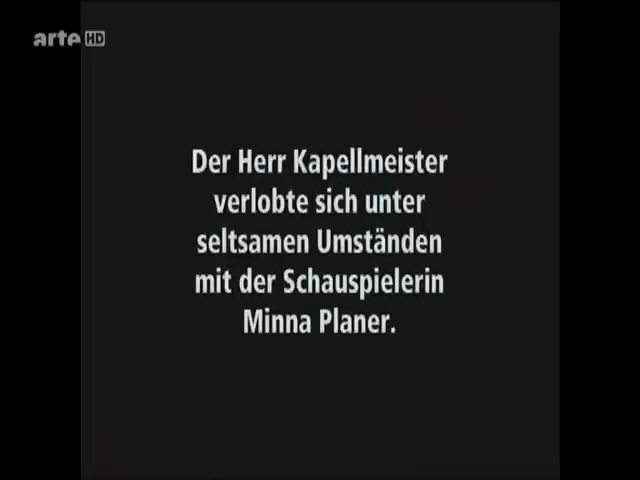 arte HD
Der Herr Kapellmeister
verlobte sich unter
seltsamen Umständen
mit der Schauspielerin
Minna Planer.